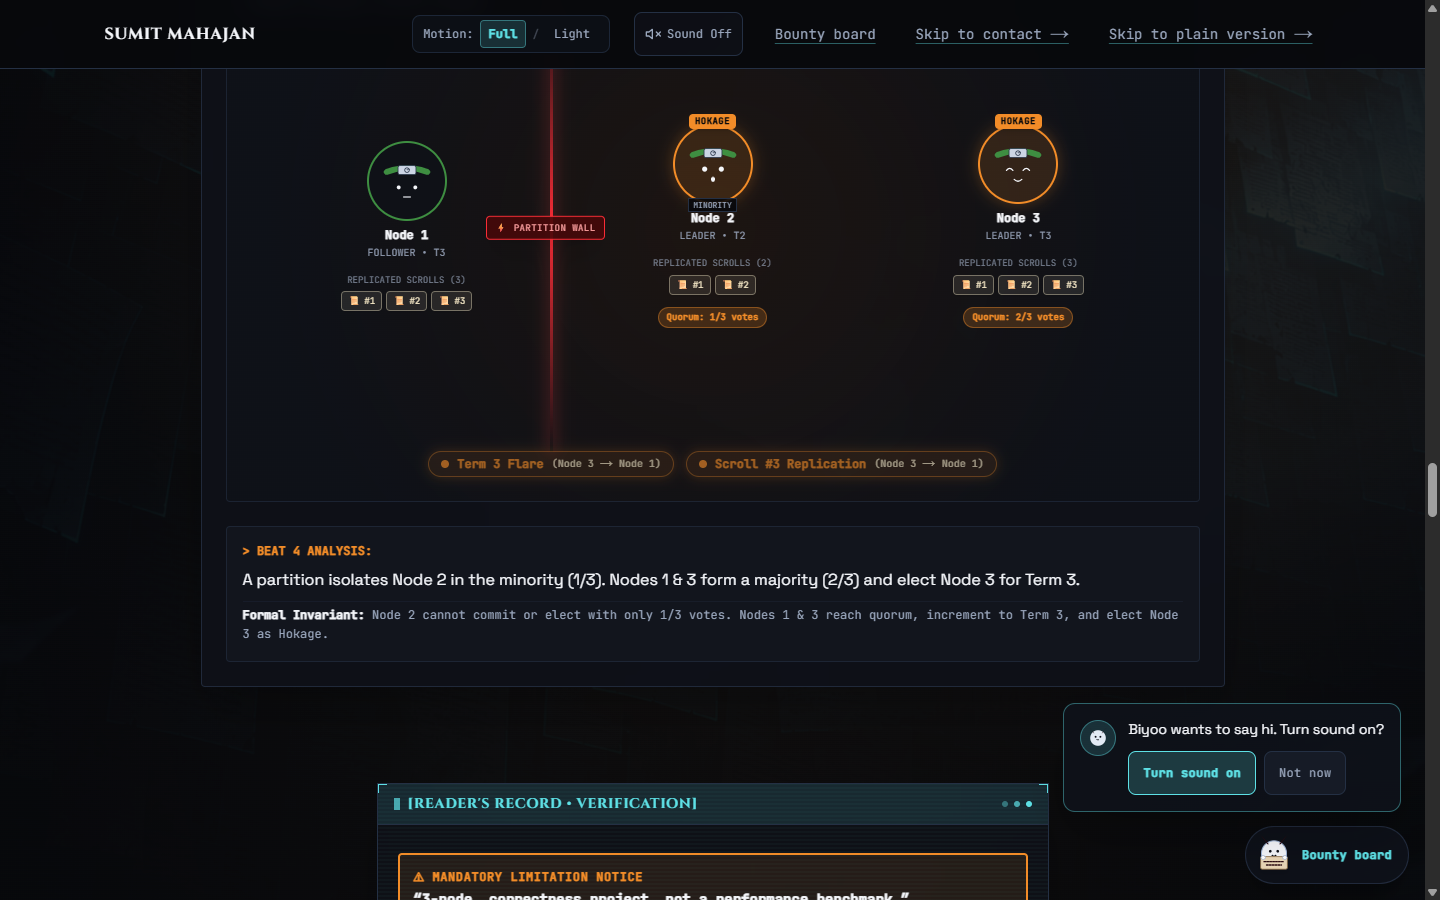 SUMIT MAHAJAN
Motion: Full / Light
Sound Off
Bounty board
Skip to contact →
Skip to plain version →
HOKAGE
HOKAGE
MINORITY
PARTITION WALL
Node 1
FOLLOWER • T3
REPLICATED SCROLLS (3)
#1 #2 #3
Node 2
LEADER • T2
REPLICATED SCROLLS (2)
#1 #2
Quorum: 1/3 votes
Node 3
LEADER • T3
REPLICATED SCROLLS (3)
#1 #2 #3
Quorum: 2/3 votes
Term 3 Flare (Node 3 → Node 1)
Scroll #3 Replication (Node 3 → Node 1)
> BEAT 4 ANALYSIS:
A partition isolates Node 2 in the minority (1/3). Nodes 1 & 3 form a majority (2/3) and elect Node 3 for Term 3.
Formal Invariant: Node 2 cannot commit or elect with only 1/3 votes. Nodes 1 & 3 reach quorum, increment to Term 3, and elect Node
3 as Hokage.
Biyoo wants to say hi. Turn sound on?
Turn sound on
Not now
[READER'S RECORD • VERIFICATION]
⚠ MANDATORY LIMITATION NOTICE
“3-node, correctness project, not a performance benchmark.”
Bounty board